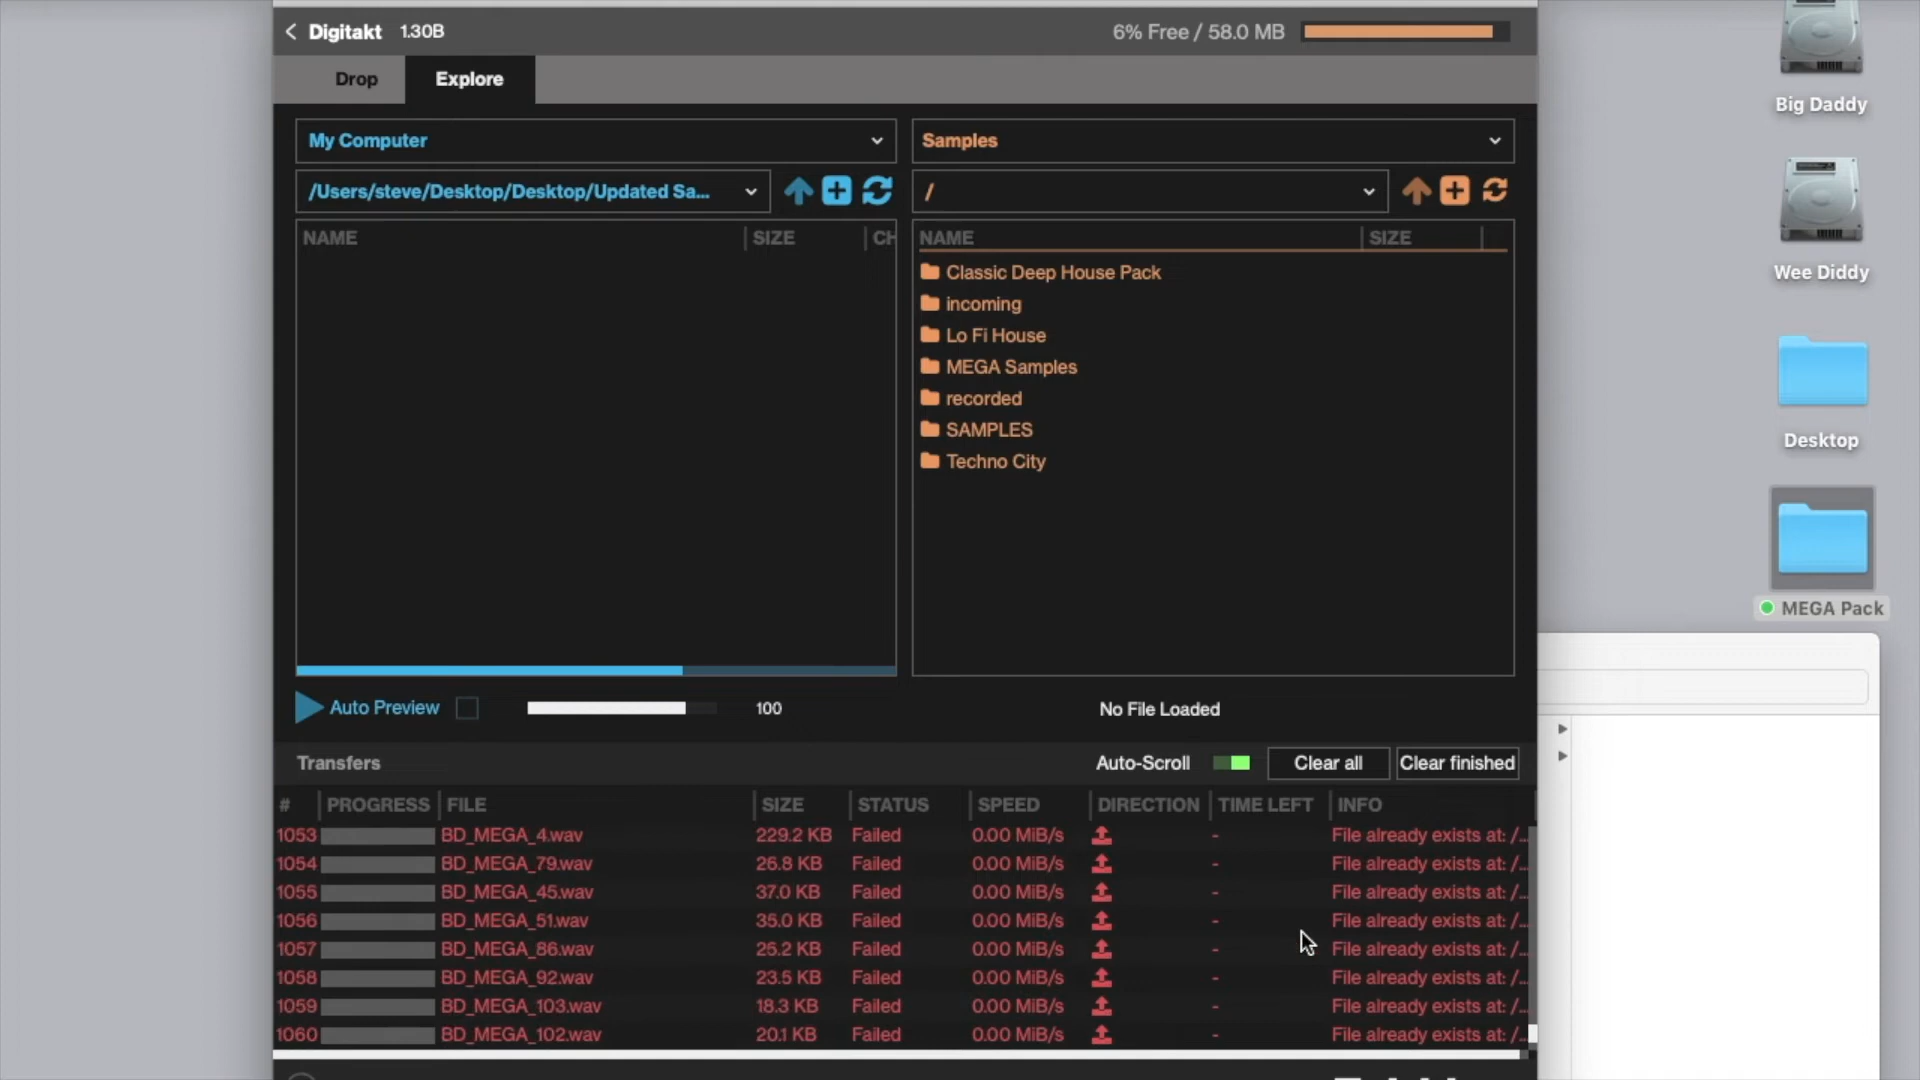 Digitakt 1.30B
6% Free / 58.0 MB
Drop
Explore
My Computer
Samples
/Users/steve/Desktop/Desktop/Updated Sa...
/
NAME SIZE CH
NAME SIZE
Classic Deep House Pack
incoming
Lo Fi House
MEGA Samples
recorded
SAMPLES
Techno City
Auto Preview
100
No File Loaded
Transfers
Auto-Scroll
Clear all
Clear finished
# PROGRESS FILE SIZE STATUS SPEED DIRECTION TIME LEFT INFO
1053 BD_MEGA_4.wav 229.2 KB Failed 0.00 MiB/s - File already exists at: /...
1054 BD_MEGA_79.wav 26.8 KB Failed 0.00 MiB/s - File already exists at: /...
1055 BD_MEGA_45.wav 37.0 KB Failed 0.00 MiB/s - File already exists at: /...
1056 BD_MEGA_51.wav 35.0 KB Failed 0.00 MiB/s - File already exists at: /...
1057 BD_MEGA_86.wav 25.2 KB Failed 0.00 MiB/s - File already exists at: /...
1058 BD_MEGA_92.wav 23.5 KB Failed 0.00 MiB/s - File already exists at: /...
1059 BD_MEGA_103.wav 18.3 KB Failed 0.00 MiB/s - File already exists at: /...
1060 BD_MEGA_102.wav 20.1 KB Failed 0.00 MiB/s - File already exists at: /...
Big Daddy
Wee Diddy
Desktop
MEGA Pack